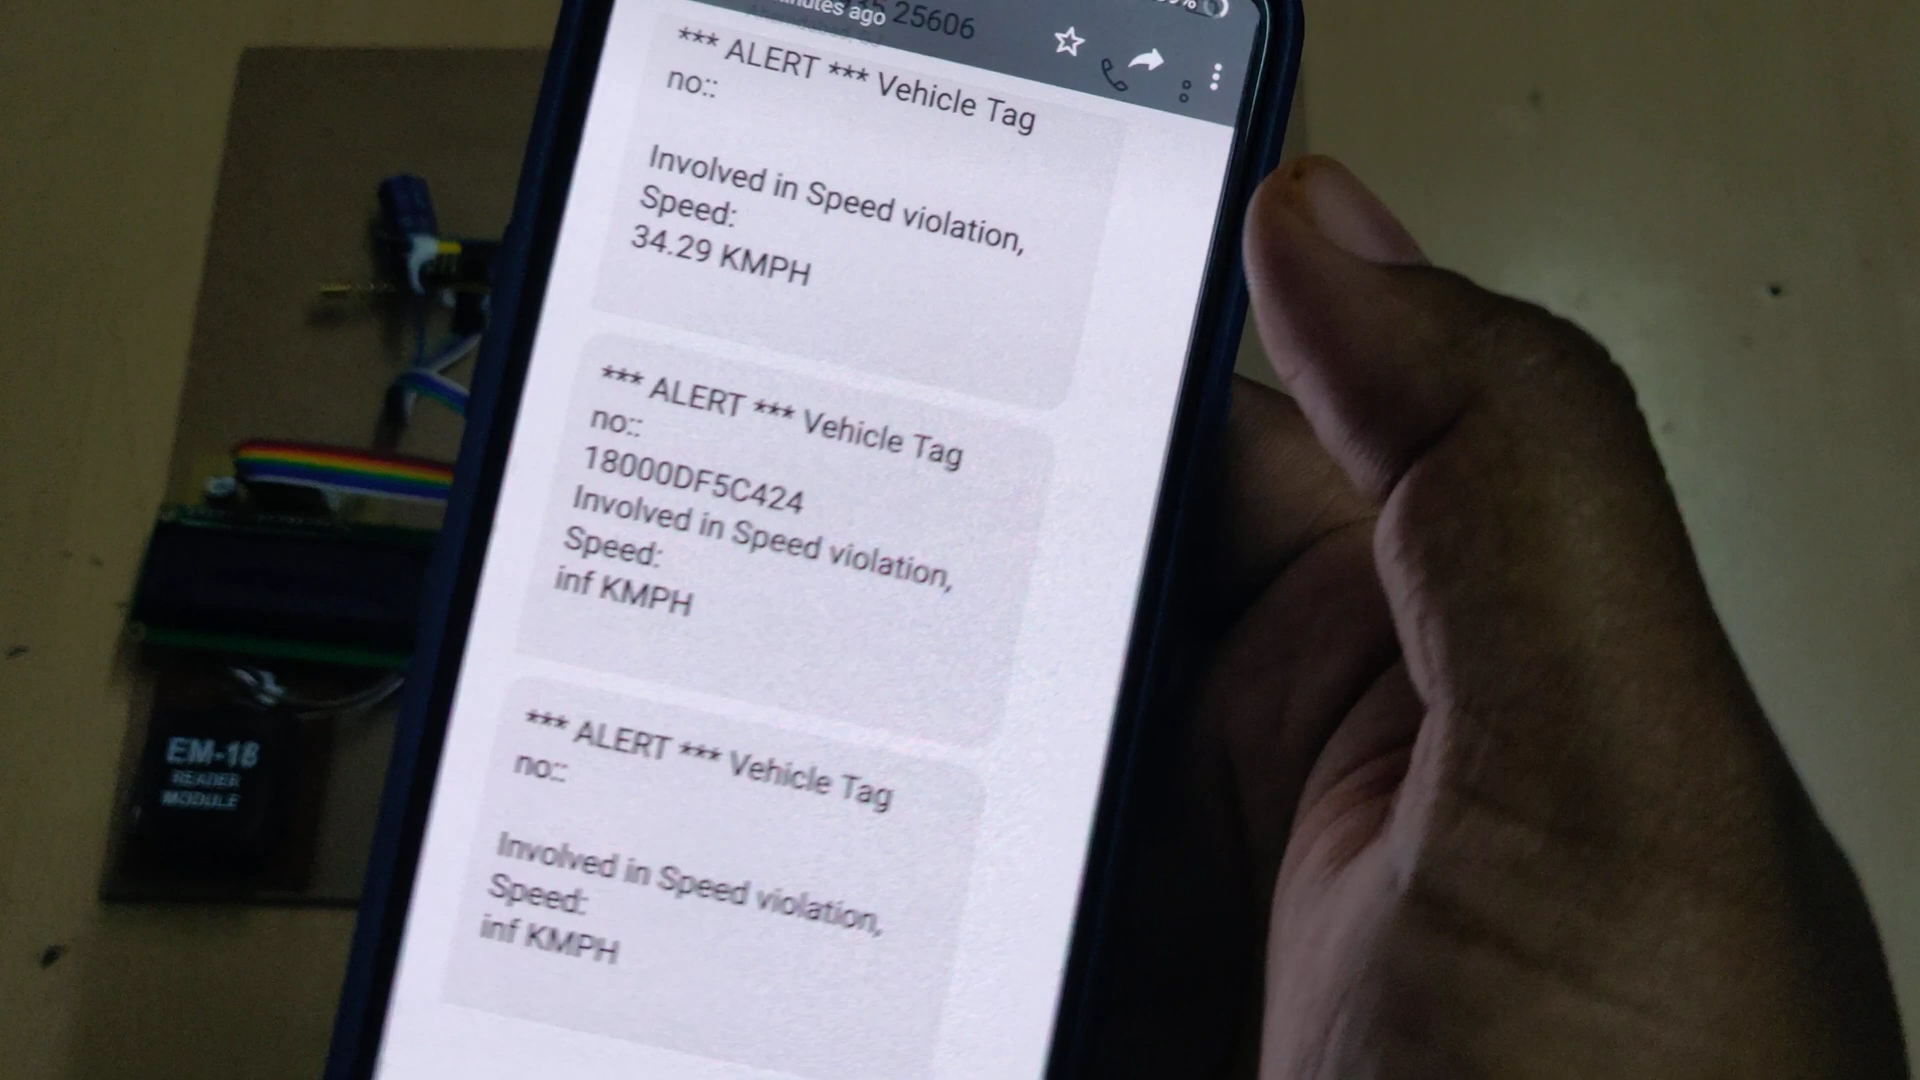 minutes ago
25606
*** ALERT *** Vehicle Tag
no::
Involved in Speed violation,
Speed:
34.29 KMPH
*** ALERT *** Vehicle Tag
no::
18000DF5C424
Involved in Speed violation,
Speed:
inf KMPH
*** ALERT *** Vehicle Tag
no::
Involved in Speed violation,
Speed:
inf KMPH
EM-18
READER
MODULE